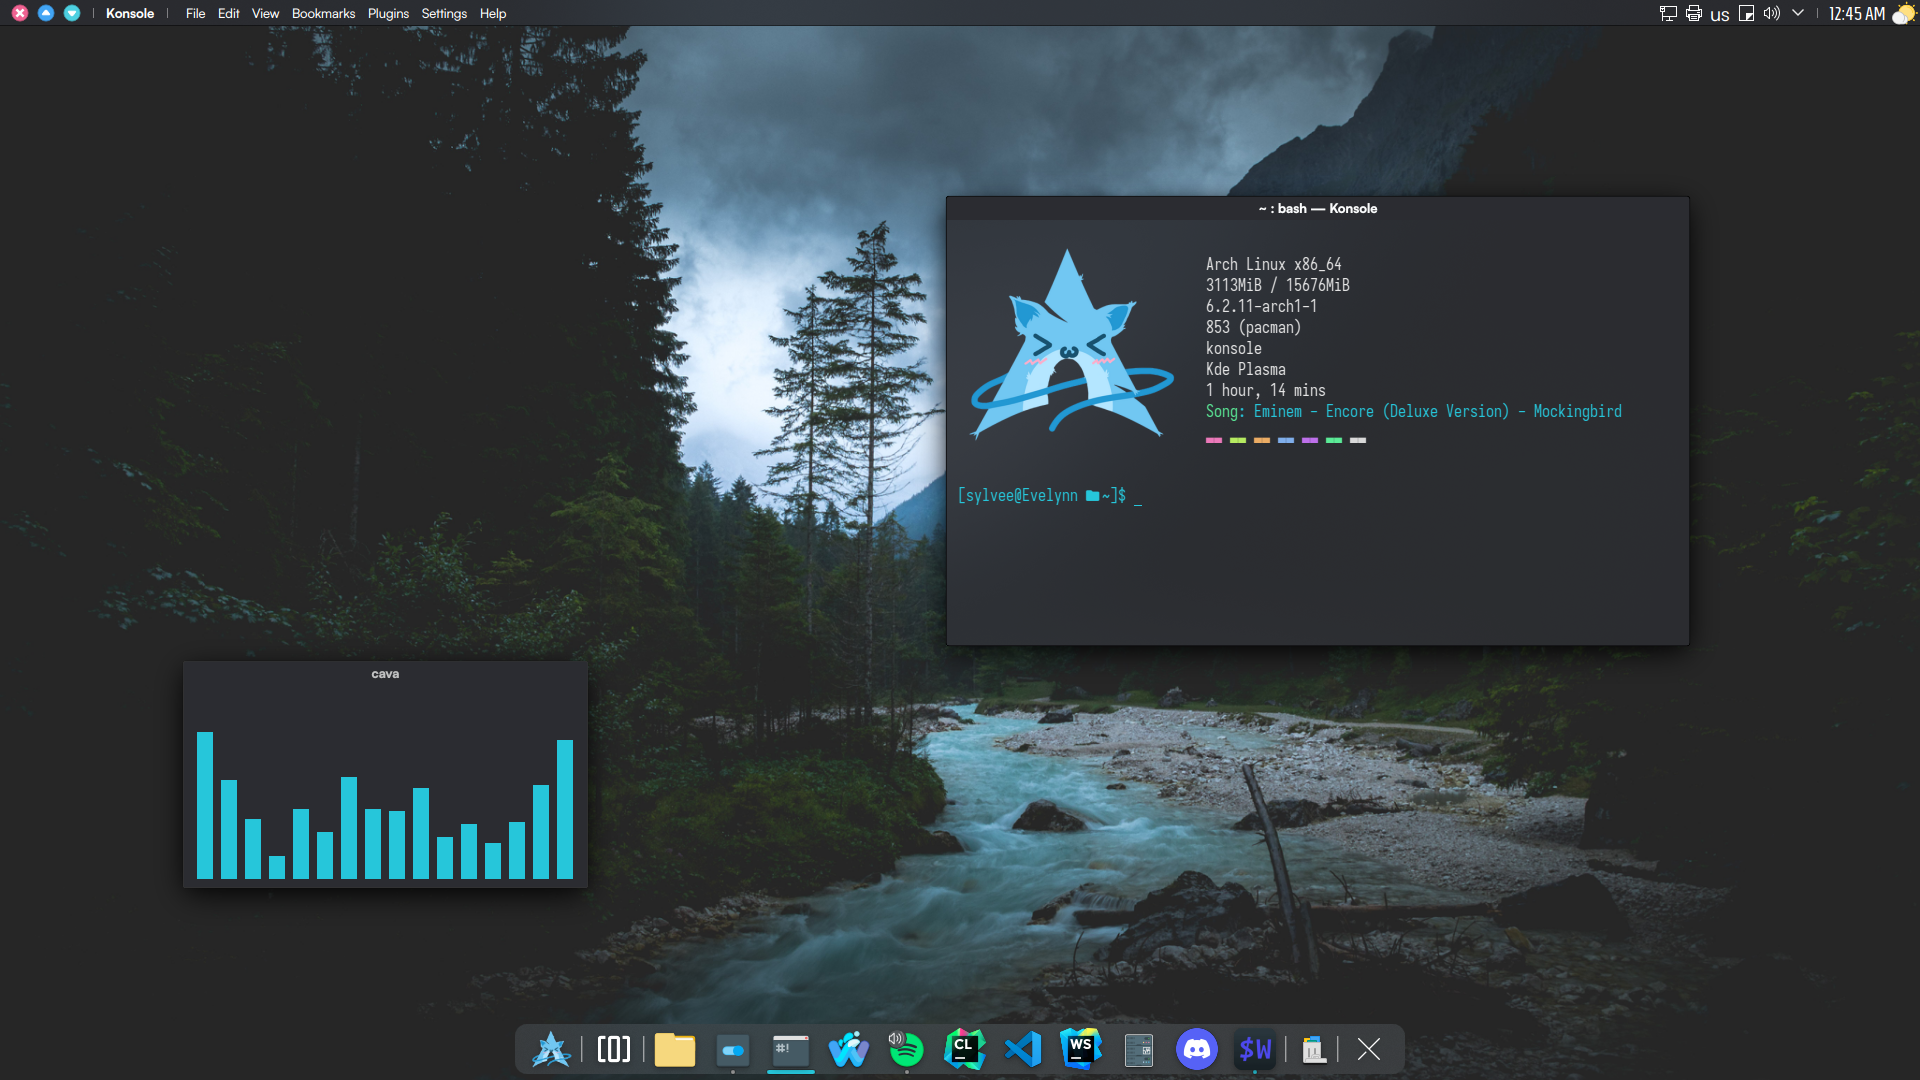 Konsole File Edit View Bookmarks Plugins Settings Help us 12:45 AM
~ : bash — Konsole
Arch Linux x86_64
3113MiB / 15676MiB
6.2.11-arch1-1
853 (pacman)
konsole
Kde Plasma
1 hour, 14 mins
Song: Eminem - Encore (Deluxe Version) - Mockingbird
[sylvee@Evelynn ~]$ _
cava
#! CL WS $W